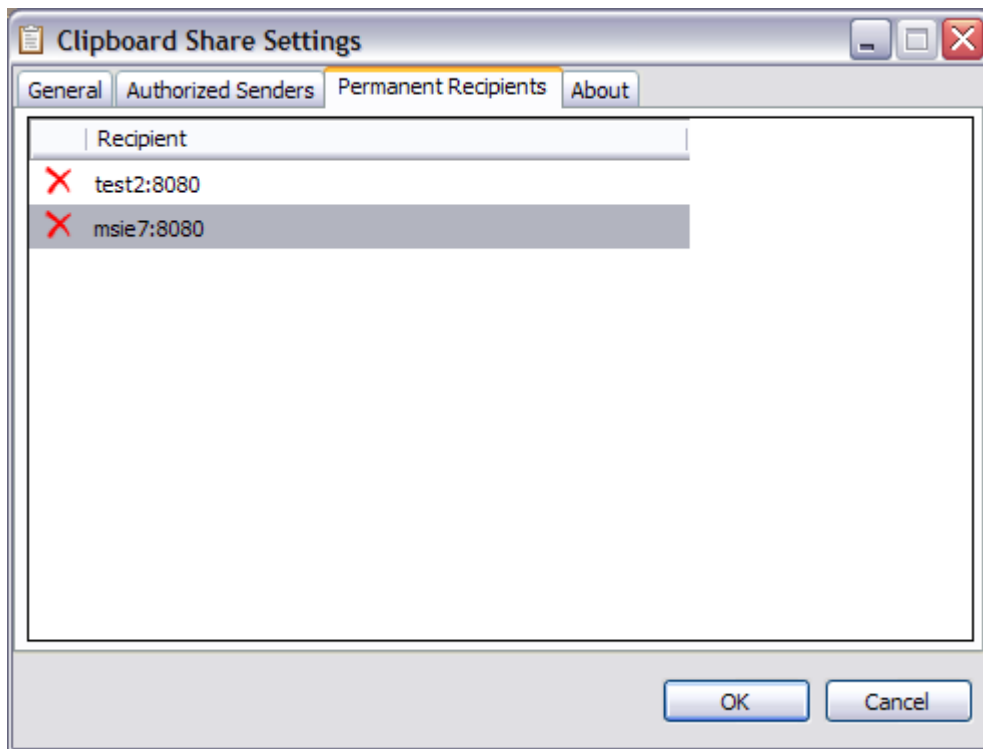 Clipboard Share Settings
General Authorized Senders Permanent Recipients About
Recipient
test2:8080
msie7:8080
OK Cancel